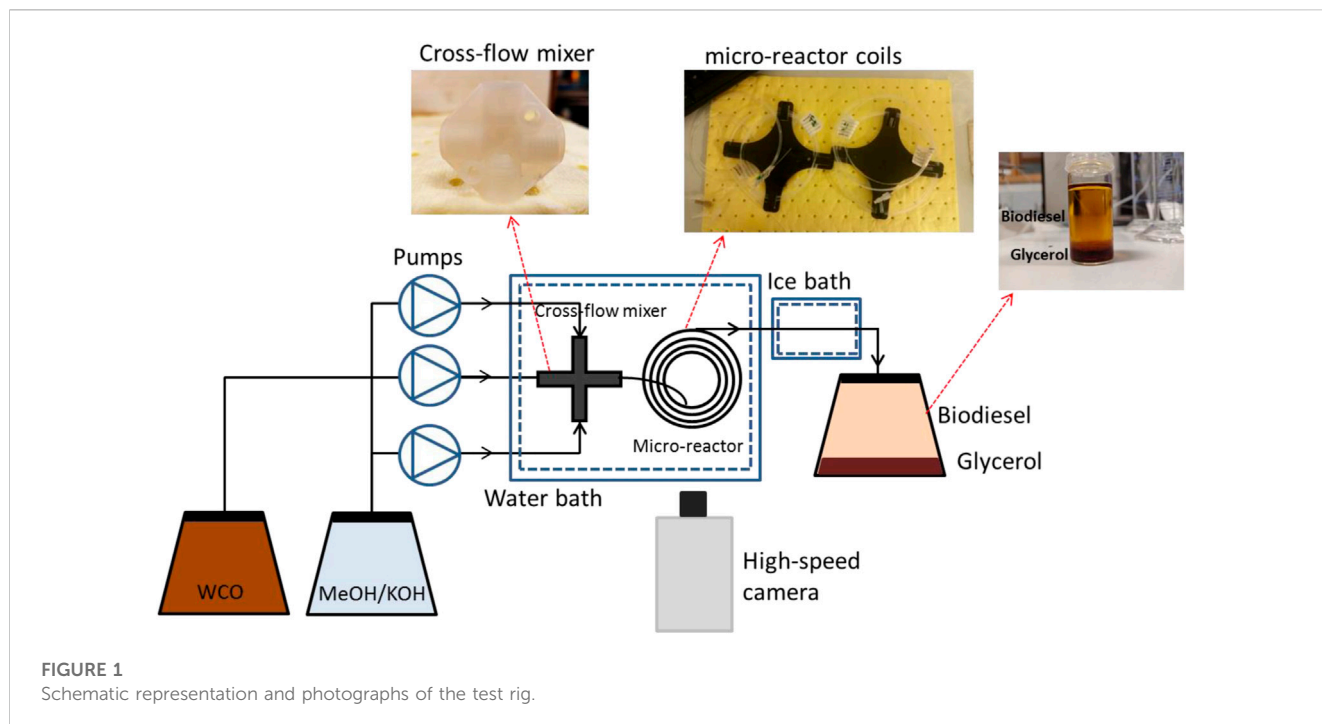 Cross-flow mixer
micro-reactor coils
Biodiesel
Glycerol
Pumps
Ice bath
Cross-flow mixer
Micro-reactor
Biodiesel
Glycerol
Water bath
WCO
MeOH/KOH
High-speed
camera
FIGURE 1
Schematic representation and photographs of the test rig.